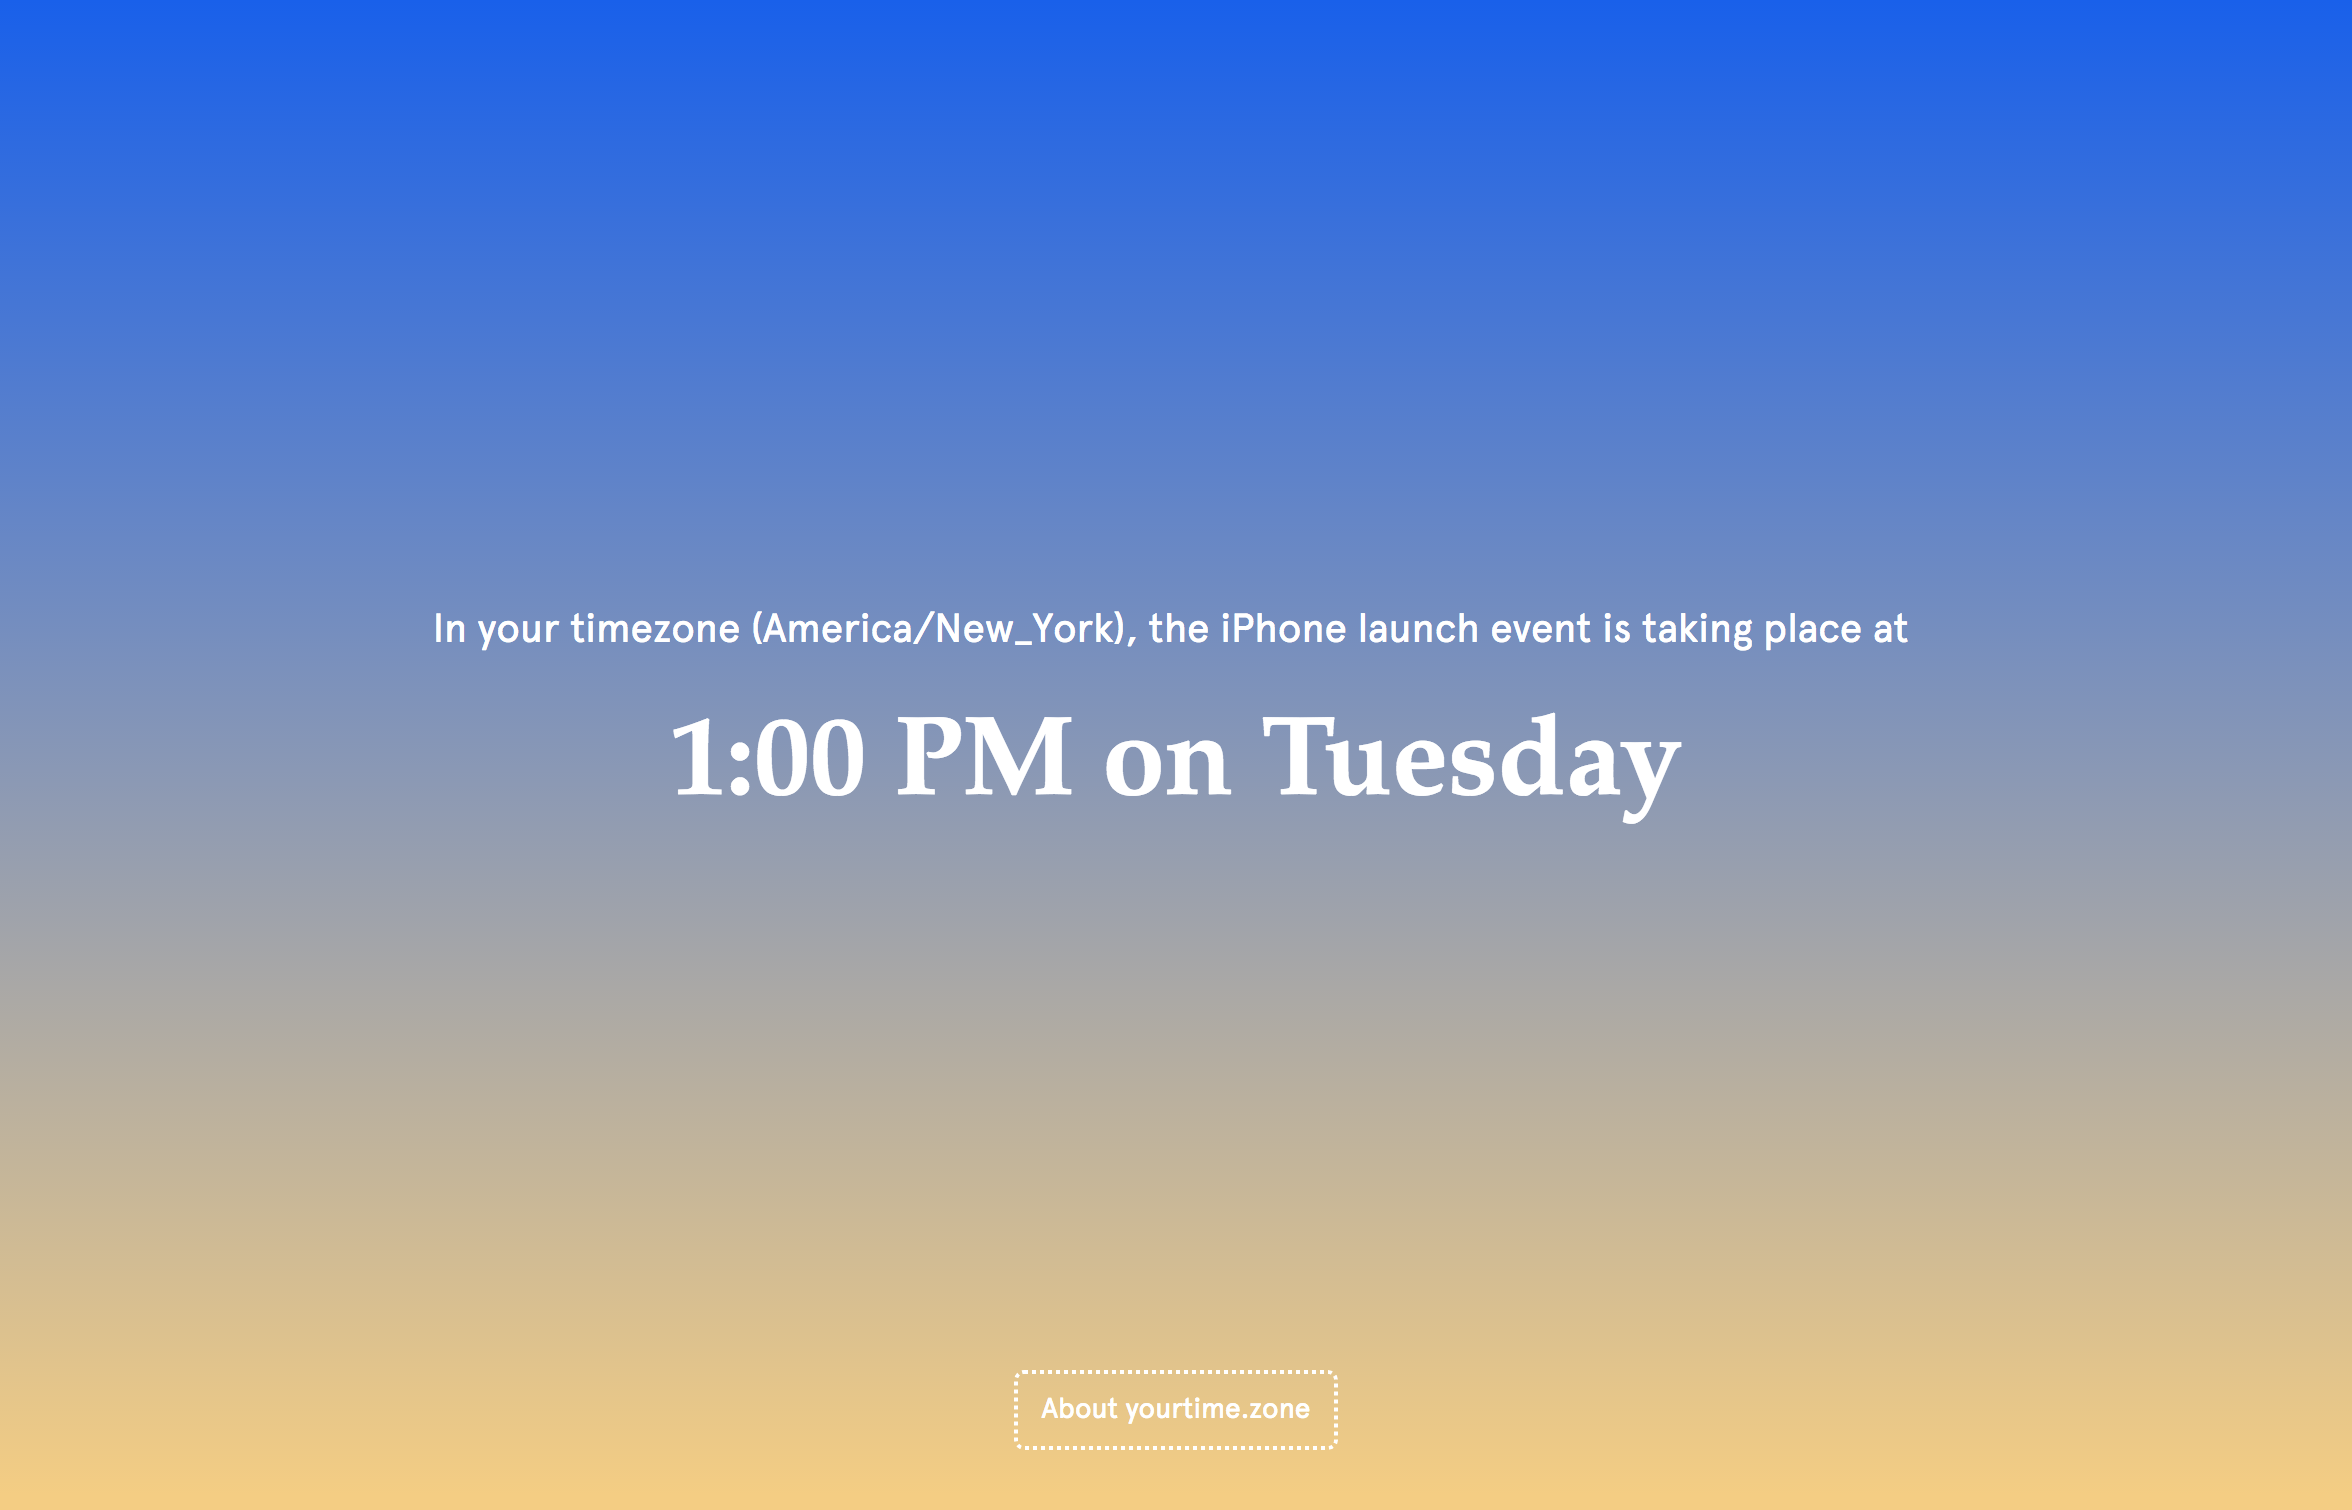 In your timezone (America/New_York), the iPhone launch event is taking place at
1:00 PM on Tuesday
About yourtime.zone